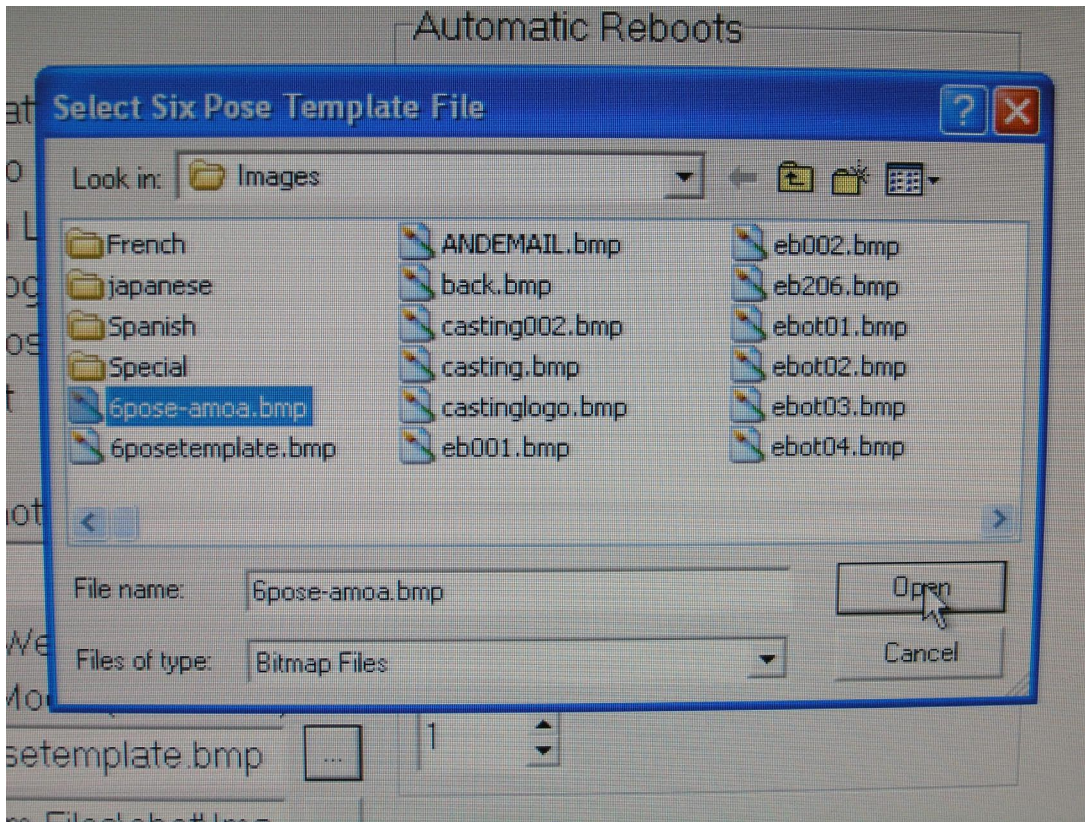 Automatic Reboots
Select Six Pose Template File
Look in: Images
French
japanese
Spanish
Special
6pose-amoa.bmp
6posetemplate.bmp
ANDEMAIL.bmp
back.bmp
casting002.bmp
casting.bmp
castinglogo.bmp
eb001.bmp
eb002.bmp
eb206.bmp
ebot01.bmp
ebot02.bmp
ebot03.bmp
ebot04.bmp
File name: 6pose-amoa.bmp
Open
Files of type: Bitmap Files
Cancel
setemplate.bmp
...
1